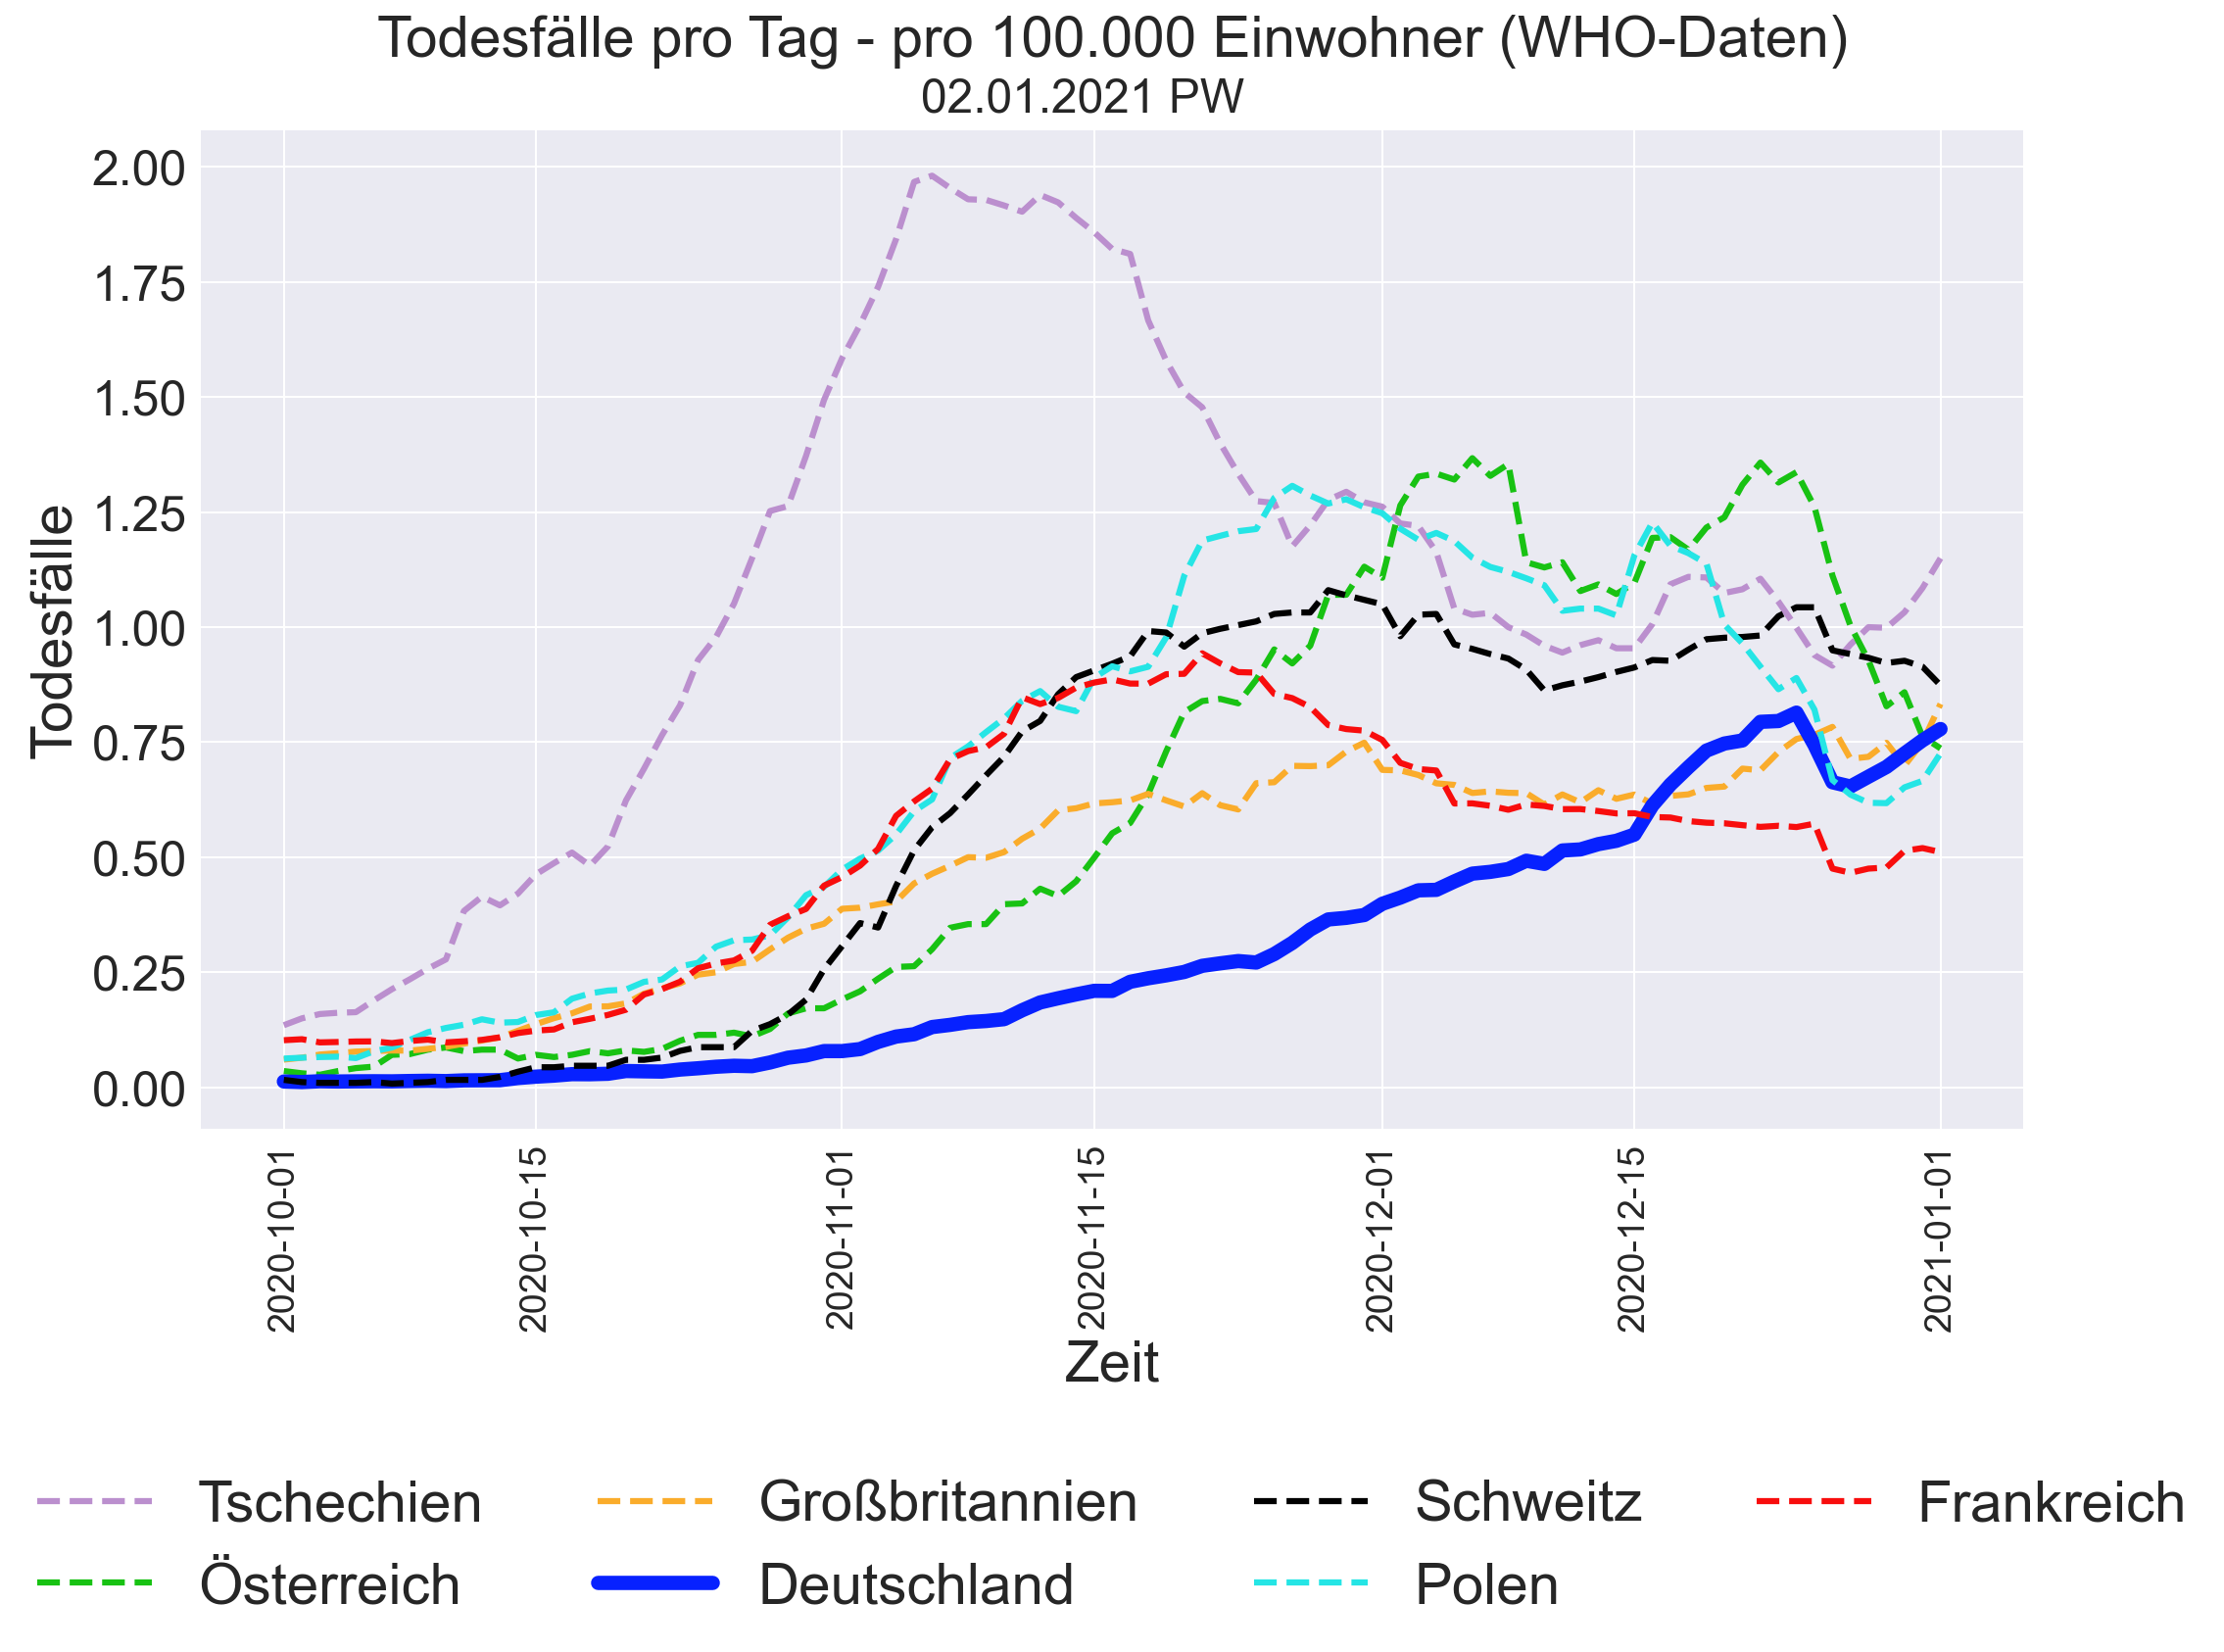 Todesfälle pro Tag - pro 100.000 Einwohner (WHO-Daten)
02.01.2021 PW
Todesfälle
2.00
1.75
1.50
1.25
1.00
0.75
0.50
0.25
0.00
2020-10-01
2020-10-15
2020-11-01
2020-11-15
2020-12-01
2020-12-15
2021-01-01
Zeit
Tschechien Großbritannien Schweitz Frankreich
Österreich Deutschland Polen